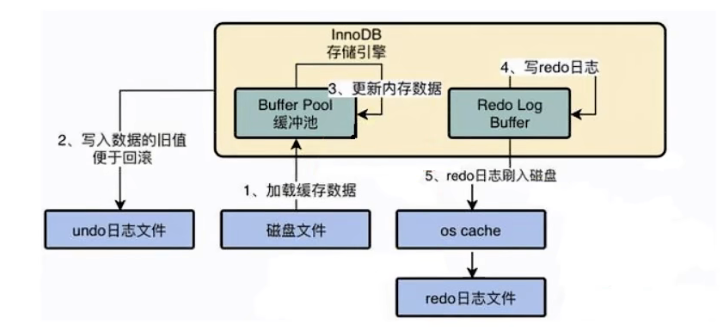 InnoDB
存储引擎
4、写redo日志
3、更新内存数据
Buffer Pool
缓冲池
Redo Log
Buffer
2、写入数据的旧值
便于回滚
5、redo日志刷入磁盘
1、加载缓存数据
undo日志文件
磁盘文件
os cache
redo日志文件